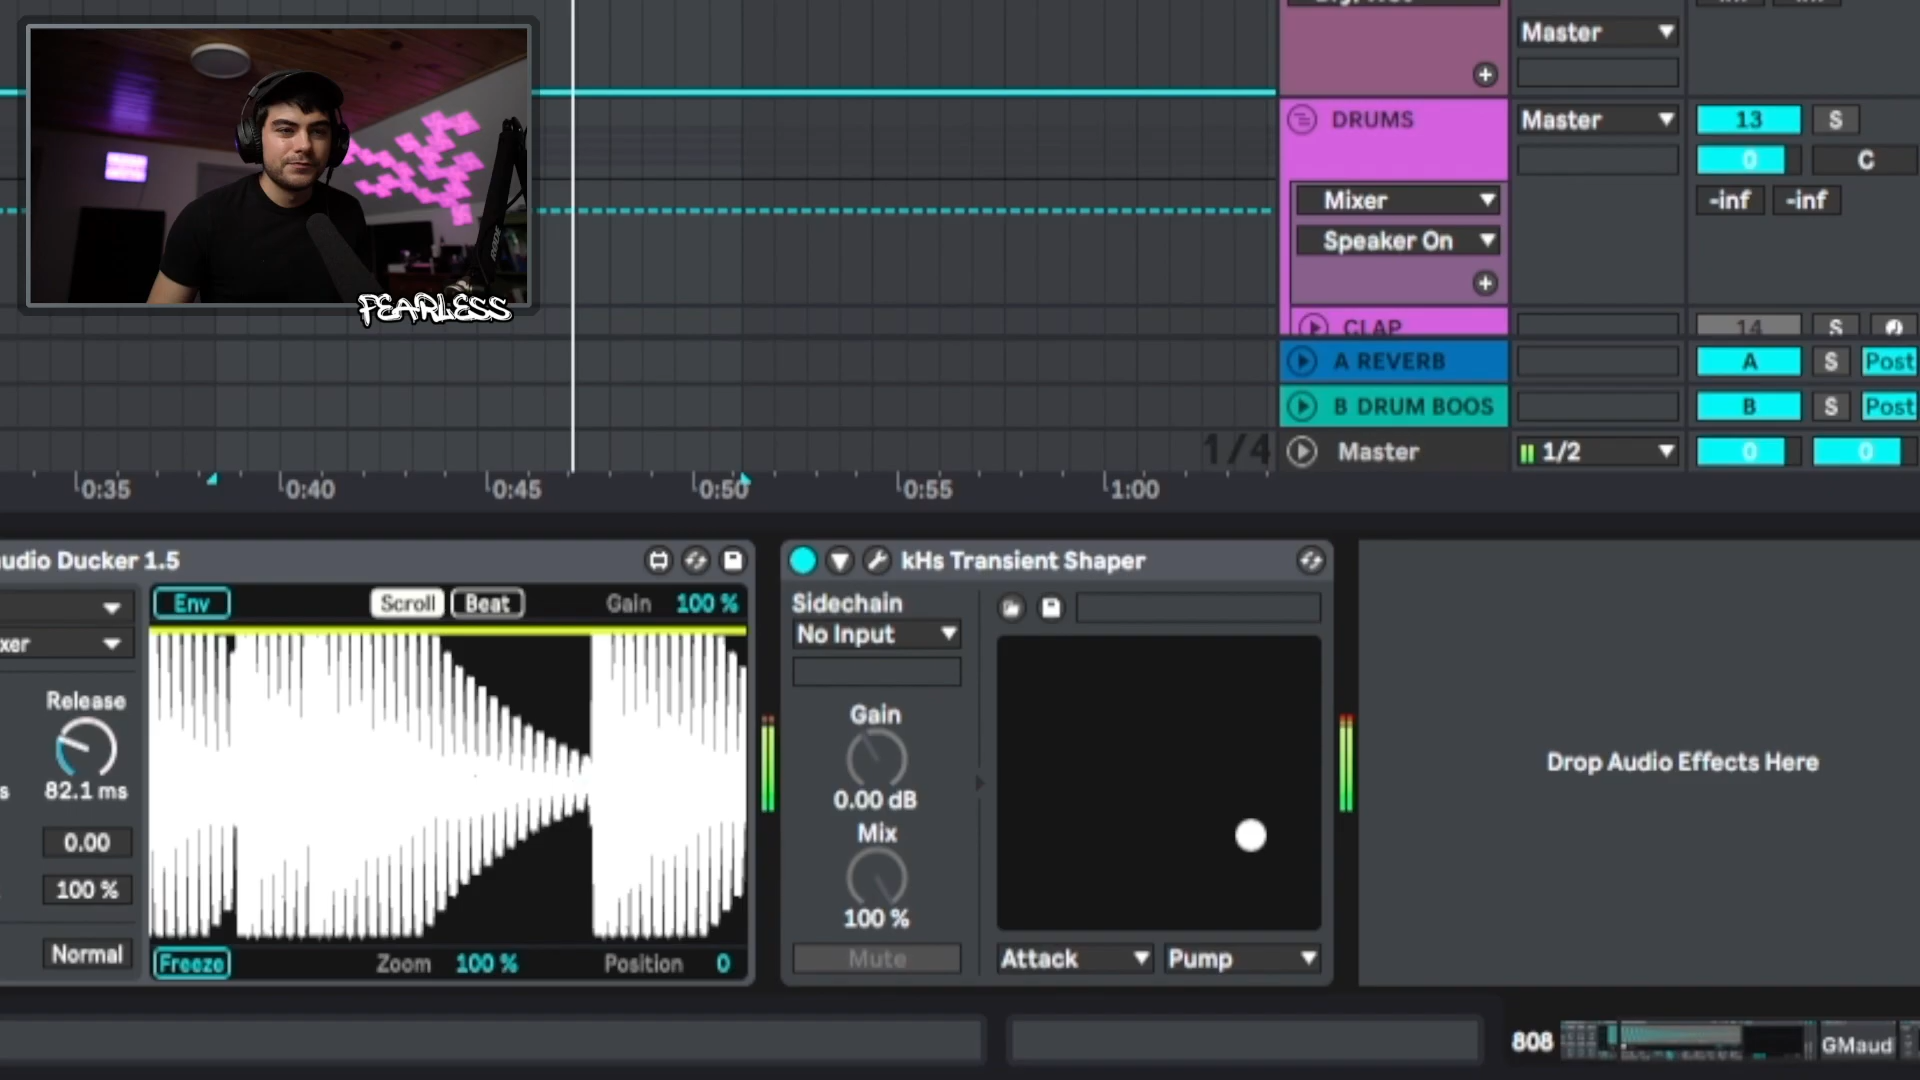 Master
DRUMS
Master
13
S
0
C
Mixer
-inf
-inf
Speaker On
RØDE
FEARLESS
CLAP
14
S
A REVERB
A
S
Post
B DRUM BOOS
B
S
Post
1/4
Master
1/2
0
0
0:35
0:40
0:45
0:50
0:55
1:00
udio Ducker 1.5
kHs Transient Shaper
Env
Scroll
Beat
Gain
100 %
Sidechain
No Input
xer
Release
82.1 ms
0.00
100 %
Normal
Freeze
Zoom
100 %
Position
0
Gain
0.00 dB
Mix
100 %
Mute
Attack
Pump
Drop Audio Effects Here
808
GMaud